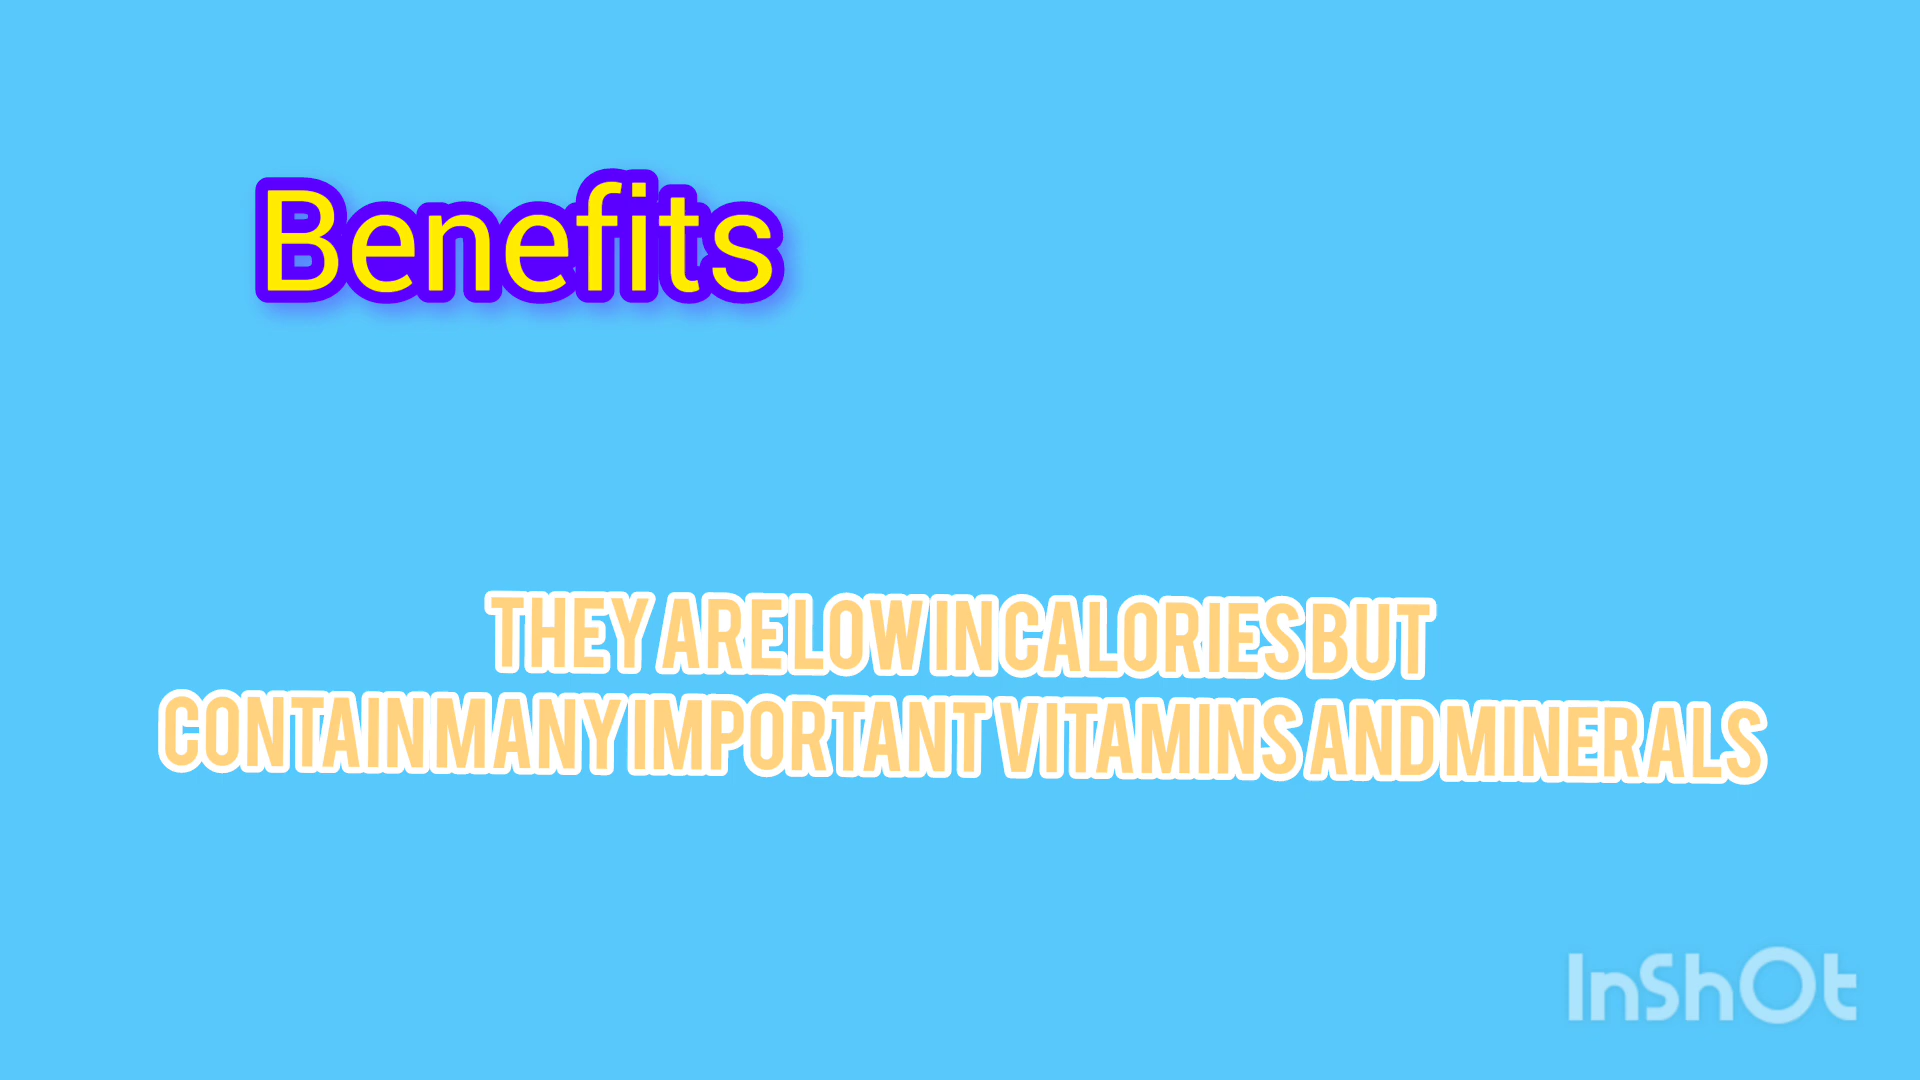 Benefits
THEY ARE LOW IN CALORIES BUT
CONTAIN MANY IMPORTANT VITAMINS AND MINERALS
InShOt